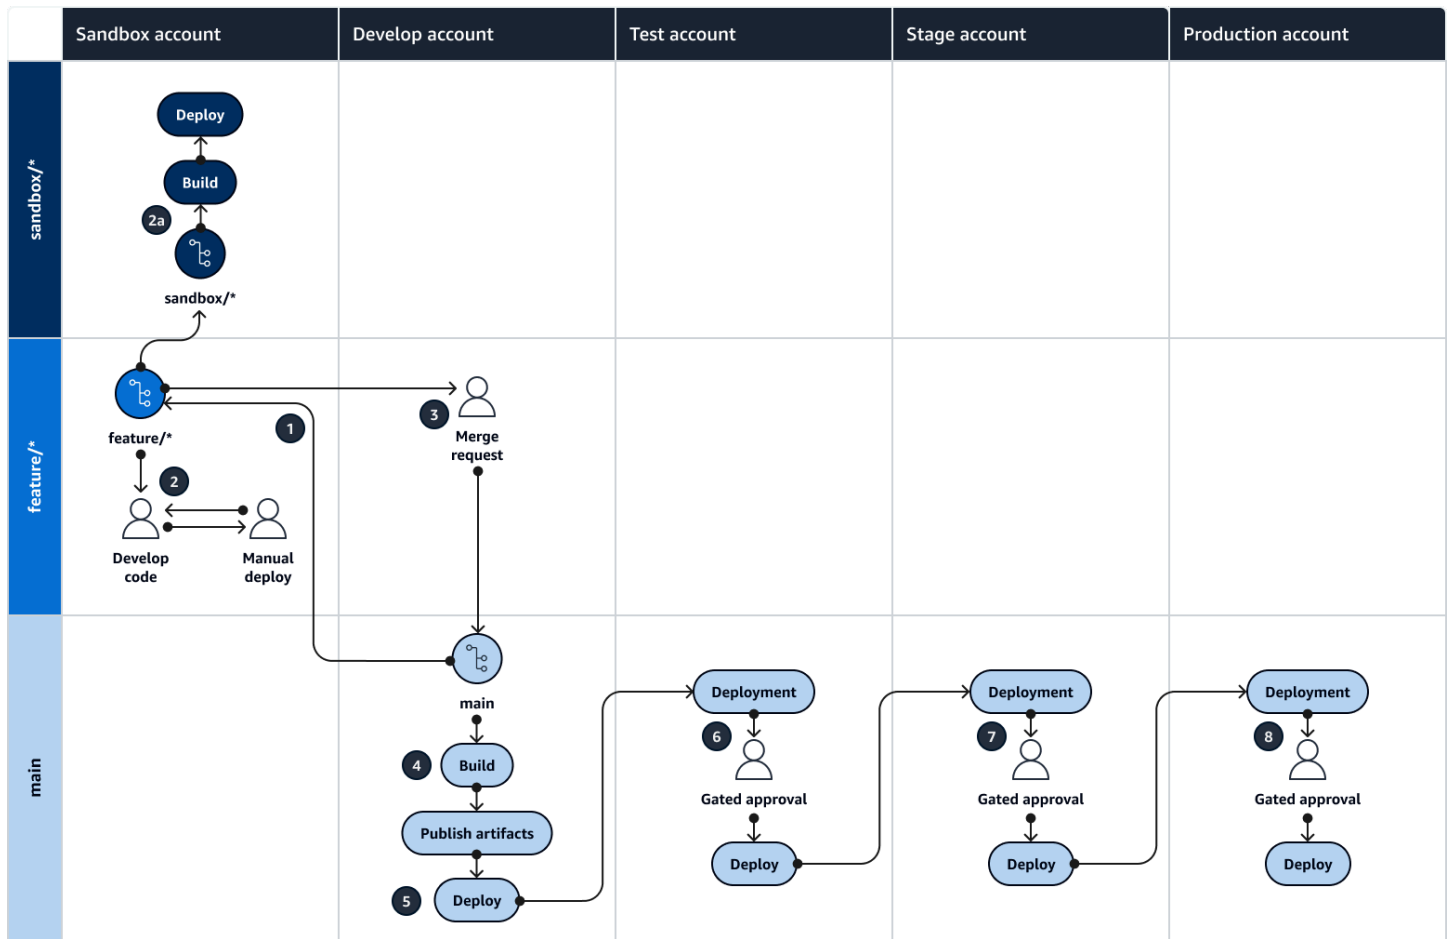 Sandbox account
Develop account
Test account
Stage account
Production account
sandbox/*
Deploy
Build
2a
sandbox/*
feature/*
feature/*
1
3
Merge
request
2
Develop
code
Manual
deploy
main
main
4
Build
Publish artifacts
5
Deploy
Deployment
6
Gated approval
Deploy
Deployment
7
Gated approval
Deploy
Deployment
8
Gated approval
Deploy